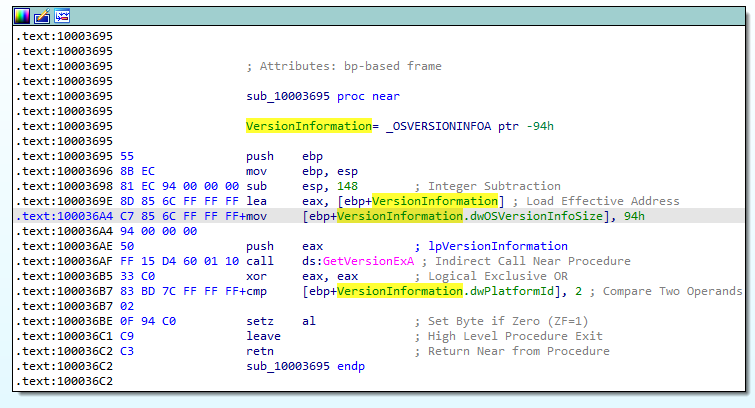 .text:10003695
.text:10003695
.text:10003695 ; Attributes: bp-based frame
.text:10003695
.text:10003695 sub_10003695 proc near
.text:10003695
.text:10003695 VersionInformation= _OSVERSIONINFOA ptr -94h
.text:10003695
.text:10003695 55 push ebp
.text:10003696 8B EC mov ebp, esp
.text:10003698 81 EC 94 00 00 00 sub esp, 148 ; Integer Subtraction
.text:1000369E 8D 85 6C FF FF FF lea eax, [ebp+VersionInformation] ; Load Effective Address
.text:100036A4 C7 85 6C FF FF FF+mov [ebp+VersionInformation.dwOSVersionInfoSize], 94h
.text:100036A4 94 00 00 00
.text:100036AE 50 push eax ; lpVersionInformation
.text:100036AF FF 15 D4 60 01 10 call ds:GetVersionExA ; Indirect Call Near Procedure
.text:100036B5 33 C0 xor eax, eax ; Logical Exclusive OR
.text:100036B7 83 BD 7C FF FF FF+cmp [ebp+VersionInformation.dwPlatformId], 2 ; Compare Two Operands
.text:100036B7 02
.text:100036BE 0F 94 C0 setz al ; Set Byte if Zero (ZF=1)
.text:100036C1 C9 leave ; High Level Procedure Exit
.text:100036C2 C3 retn ; Return Near from Procedure
.text:100036C2 sub_10003695 endp
.text:100036C2